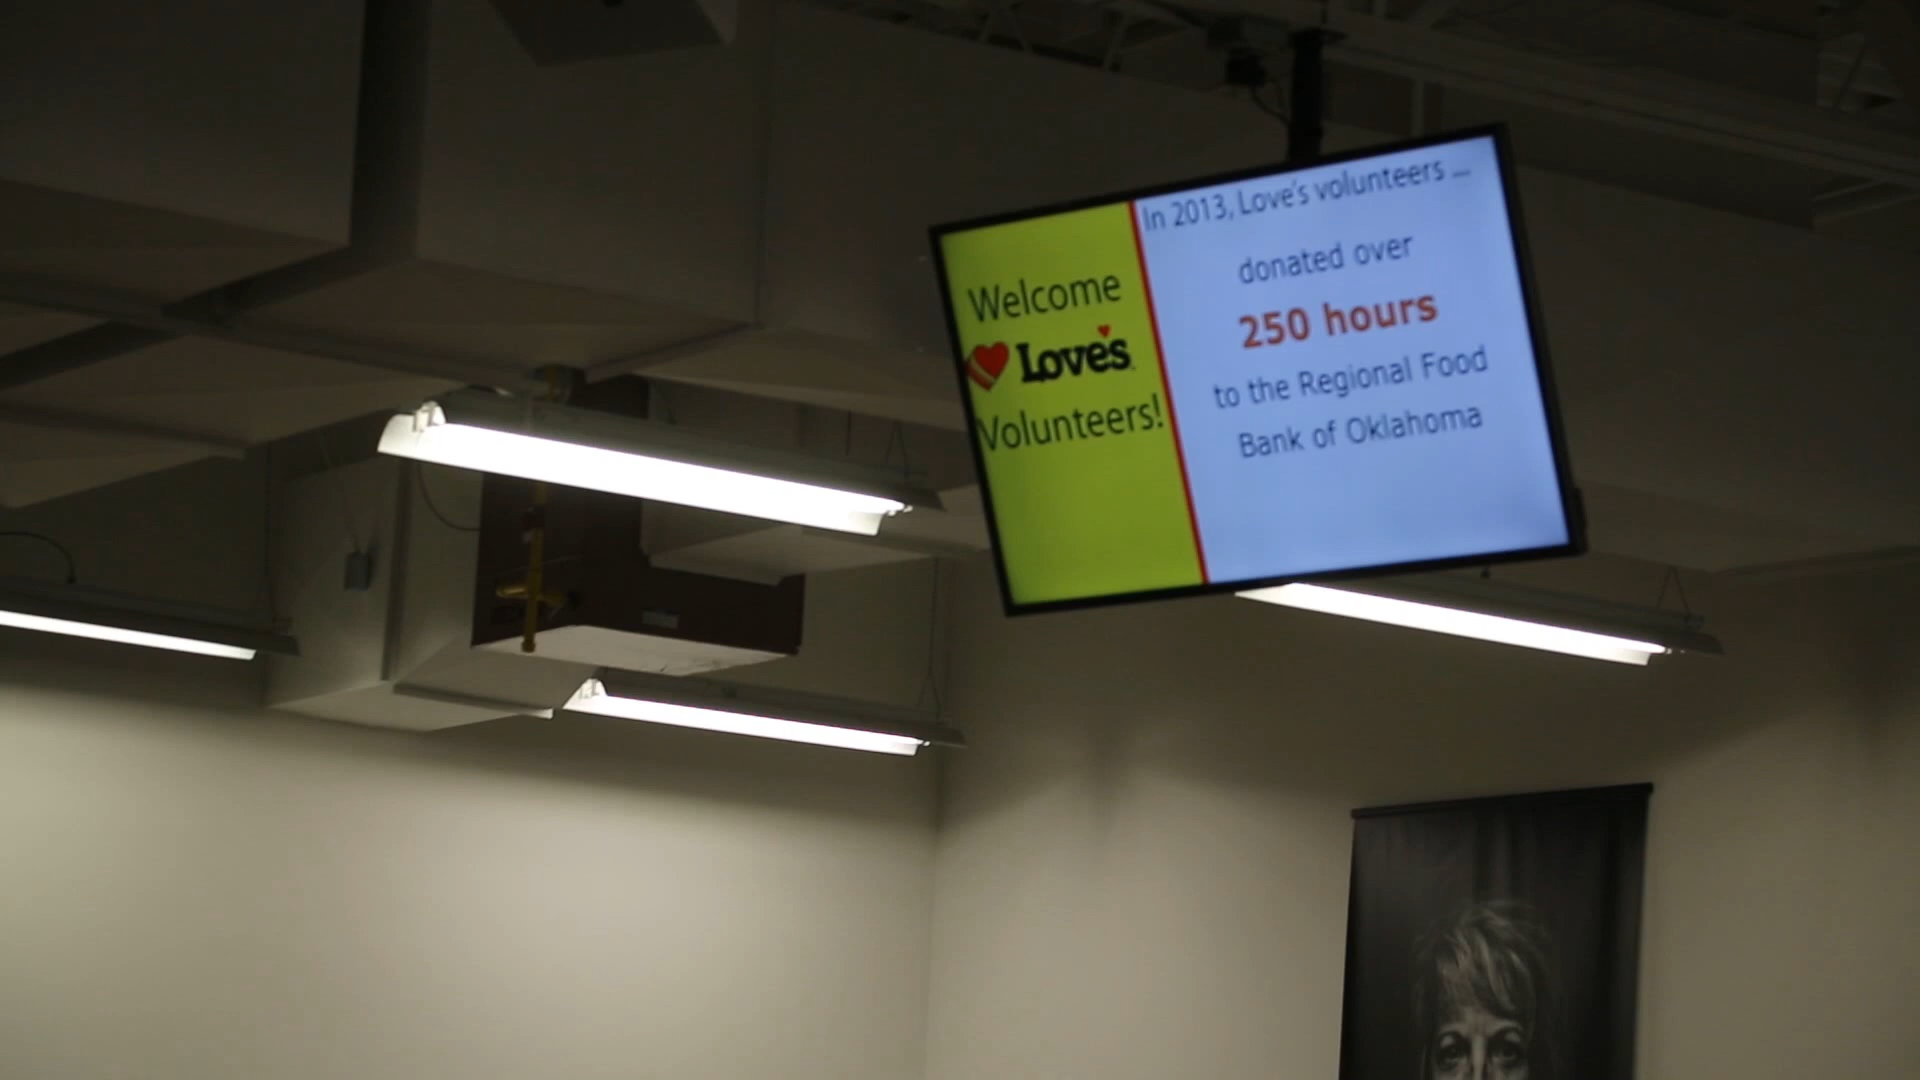 Welcome
Love's
Volunteers!
In 2013, Love's volunteers ...
donated over
250 hours
to the Regional Food
Bank of Oklahoma